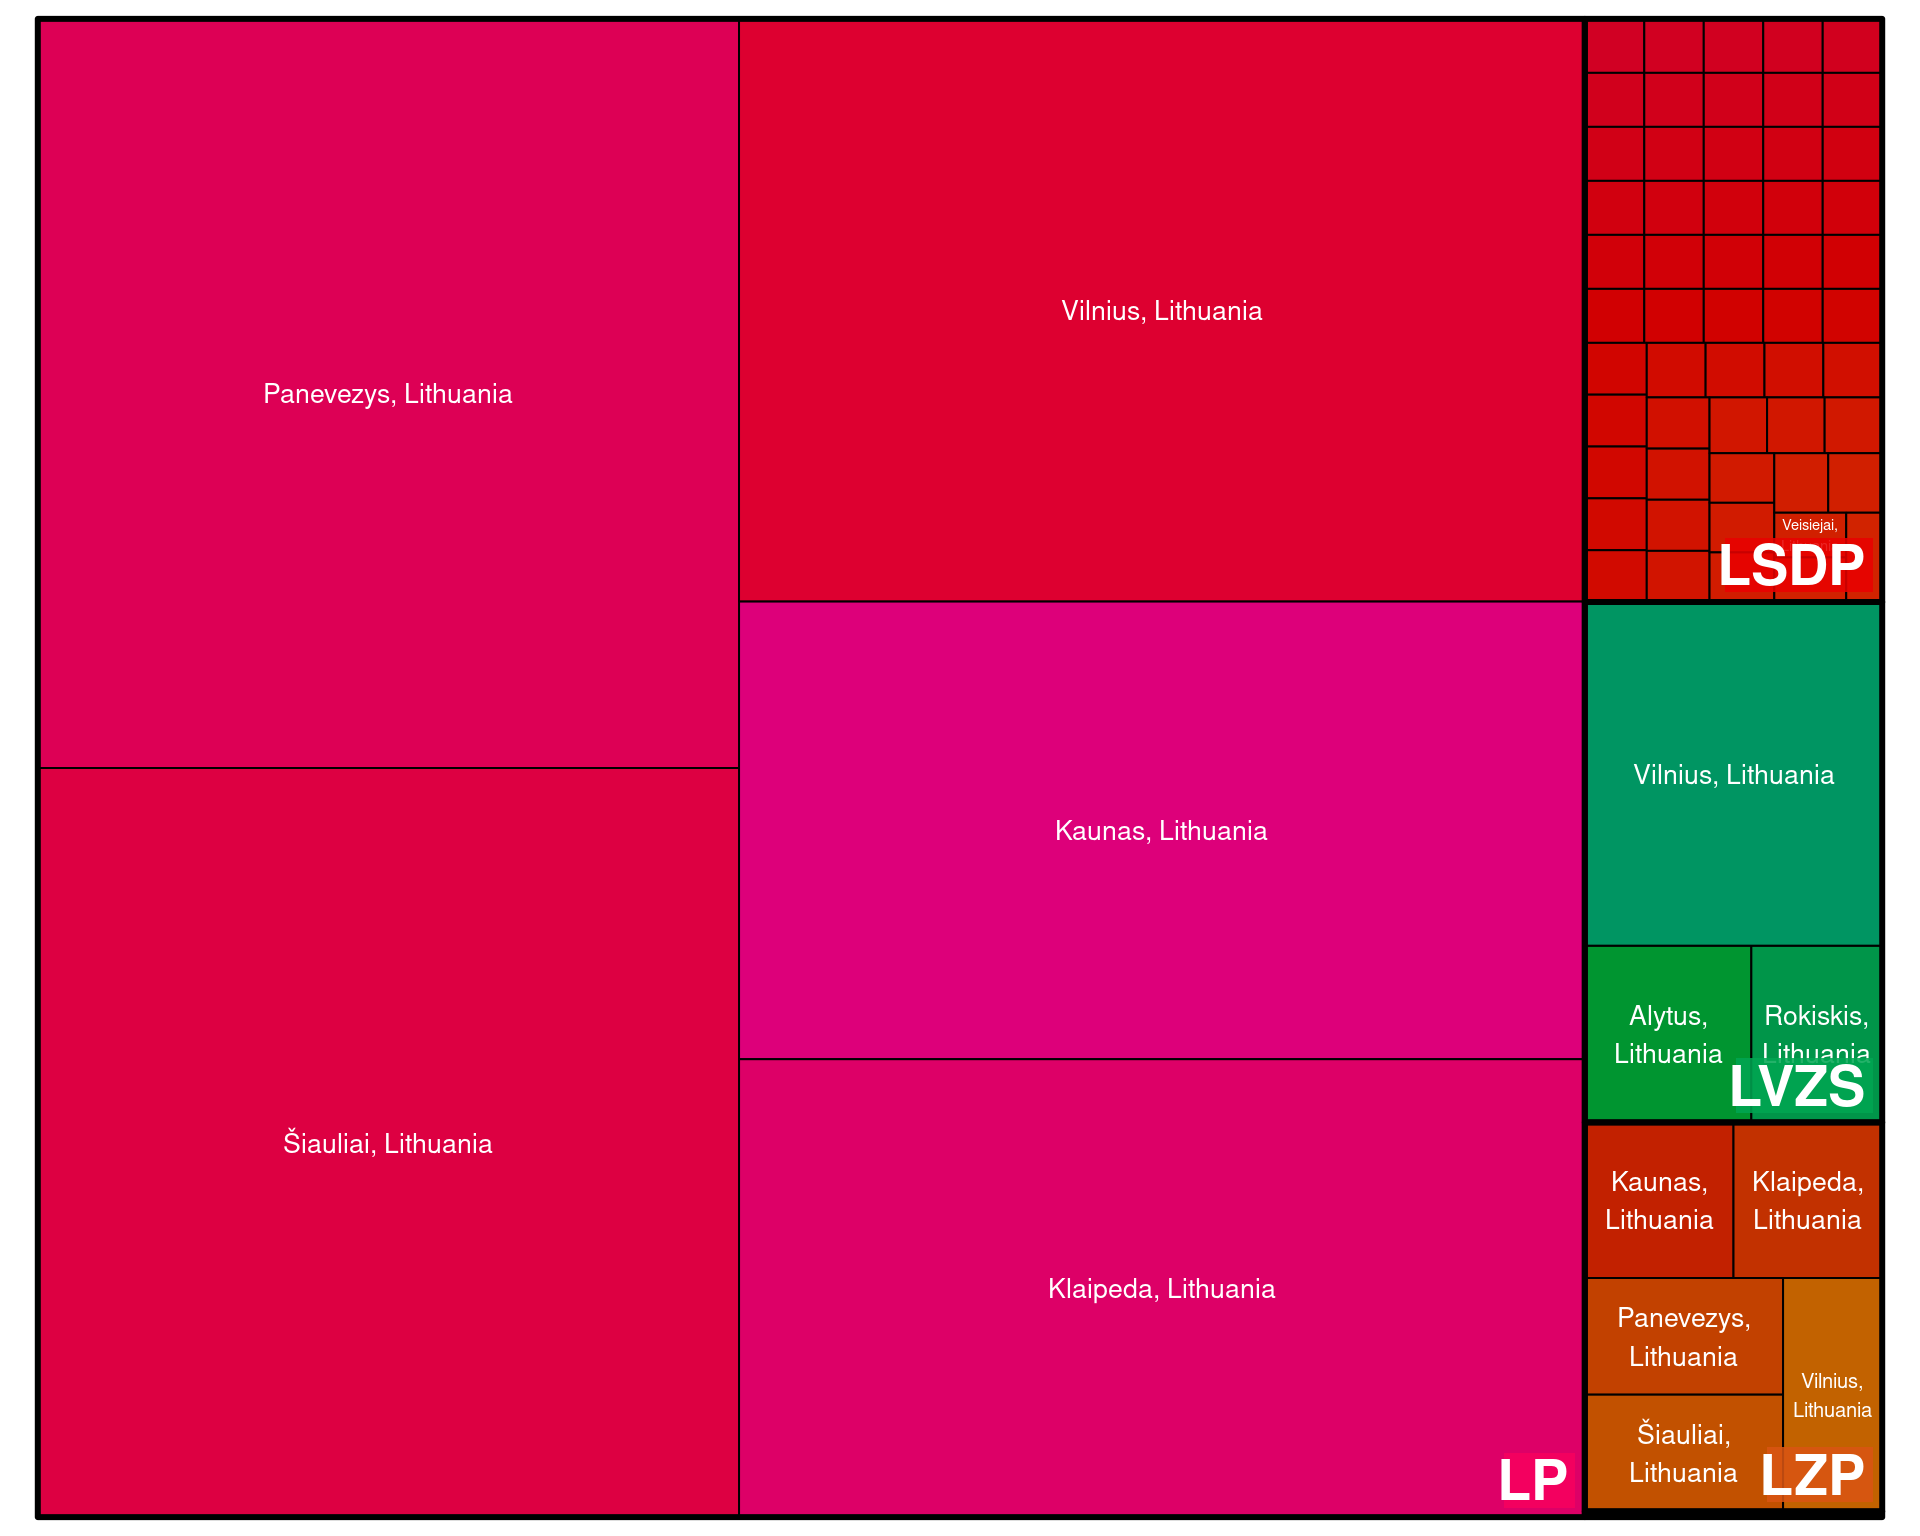 Panevezys, Lithuania
Šiauliai, Lithuania
Vilnius, Lithuania
Kaunas, Lithuania
Klaipeda, Lithuania
LP
Veisiejai,
LSDP
Vilnius, Lithuania
Alytus,
Lithuania
Rokiskis,
Lithuania
LVZS
Kaunas,
Lithuania
Klaipeda,
Lithuania
Panevezys,
Lithuania
Šiauliai,
Lithuania
Vilnius,
Lithuania
LZP